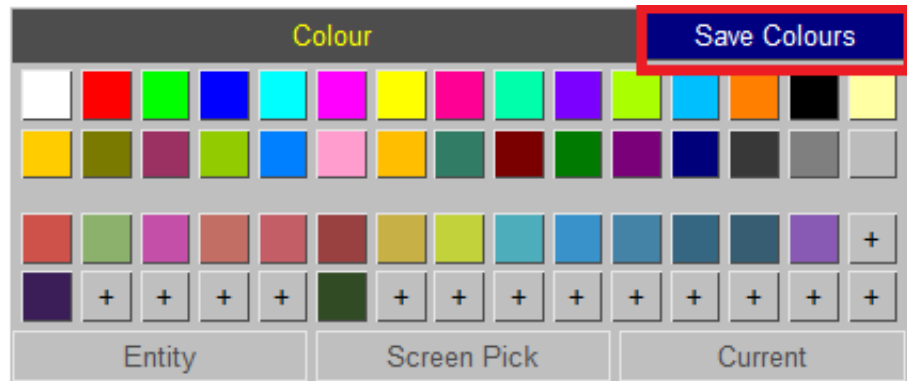 Colour Save Colours
+
+ + + + + + + + + + + + +
Entity Screen Pick Current